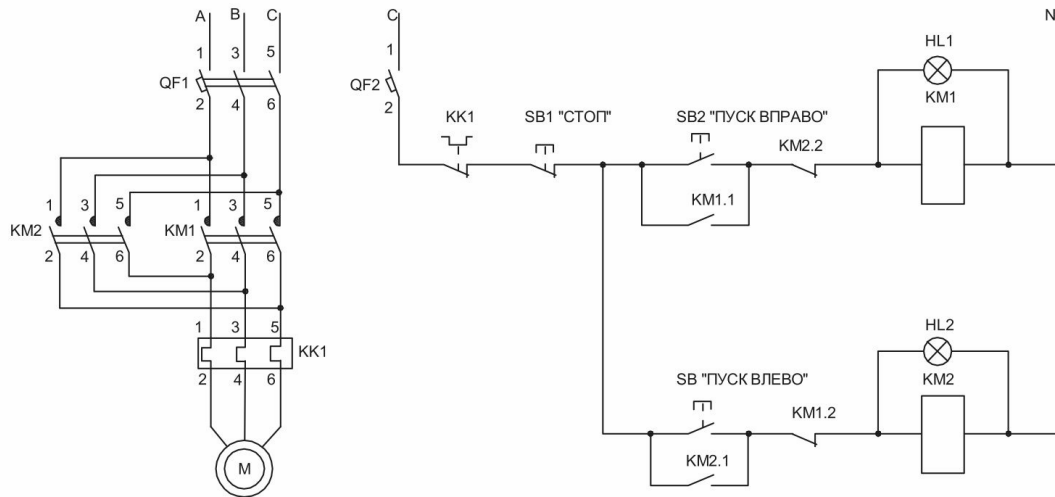 A B C C N
1 3 5 1 HL1
QF1 QF2
2 4 6 2 KM1
KK1 SB1 "СТОП" SB2 "ПУСК ВПРАВО"
KM2.2
KM1.1
1 3 5 1 3 5
KM2 KM1
2 4 6 2 4 6
1 3 5 HL2
KK1
2 4 6 SB "ПУСК ВЛЕВО" KM2
KM1.2
KM2.1
M